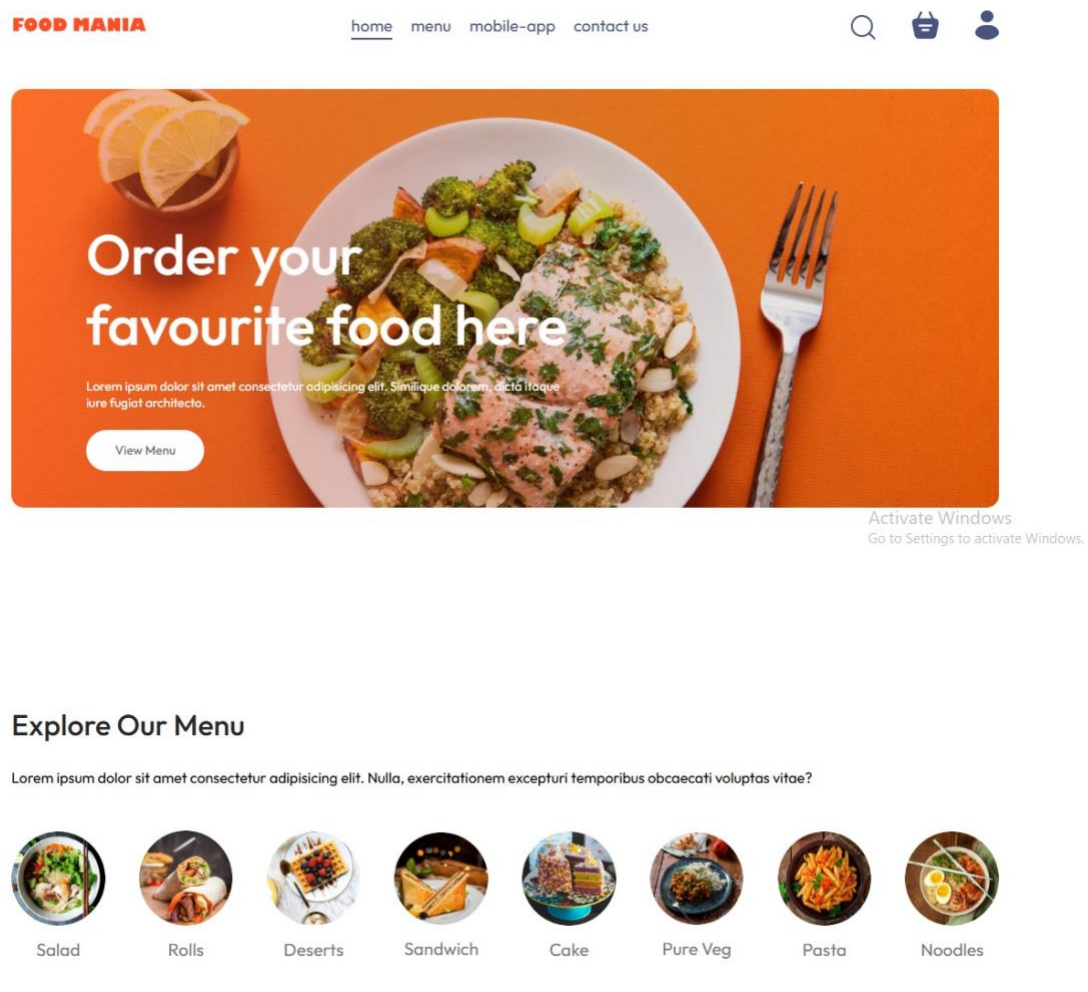 FOOD MANIA
home menu mobile-app contact us
Order your
favourite food here
Lorem ipsum dolor sit amet consectetur adipisicing elit. Similique dolorem, dicta itaque
iure fugiat architecto.
View Menu
Activate Windows
Go to Settings to activate Windows.
Explore Our Menu
Lorem ipsum dolor sit amet consectetur adipisicing elit. Nulla, exercitationem excepturi temporibus obcaecati voluptas vitae?
Salad Rolls Deserts Sandwich Cake Pure Veg Pasta Noodles